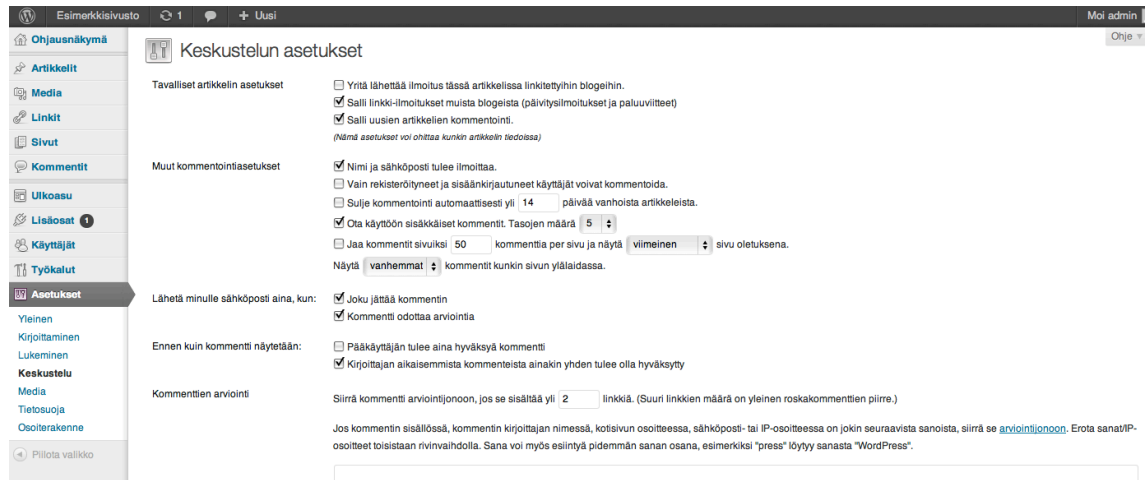 Esimerkkisivusto 1 Uusi Moi admin
Ohje
Ohjausnäkymä
Artikkelit
Media
Linkit
Sivut
Kommentit
Ulkoasu
Lisäosat 1
Käyttäjät
Työkalut
Asetukset
Yleinen
Kirjoittaminen
Lukeminen
Keskustelu
Media
Tietosuoja
Osoiterakenne
Piilota valikko
Keskustelun asetukset
Tavalliset artikkelin asetukset
Yritä lähettää ilmoitus tässä artikkelissa linkitettyihin blogeihin.
Salli linkki-ilmoitukset muista blogeista (päivitysilmoitukset ja paluuviitteet)
Salli uusien artikkelien kommentointi.
(Nämä asetukset voi ohittaa kunkin artikkelin tiedoissa)
Muut kommentointiasetukset
Nimi ja sähköposti tulee ilmoittaa.
Vain rekisteröityneet ja sisäänkirjautuneet käyttäjät voivat kommentoida.
Sulje kommentointi automaattisesti yli 14 päivää vanhoista artikkeleista.
Ota käyttöön sisäkkäiset kommentit. Tasojen määrä 5
Jaa kommentit sivuiksi 50 kommenttia per sivu ja näytä viimeinen sivu oletuksena.
Näytä vanhemmat kommentit kunkin sivun ylälaidassa.
Lähetä minulle sähköposti aina, kun:
Joku jättää kommentin
Kommentti odottaa arviointia
Ennen kuin kommentti näytetään:
Pääkäyttäjän tulee aina hyväksyä kommentti
Kirjoittajan aikaisemmista kommenteista ainakin yhden tulee olla hyväksytty
Kommenttien arviointi
Siirrä kommentti arviointijonoon, jos se sisältää yli 2 linkkiä. (Suuri linkkien määrä on yleinen roskakommenttien piirre.)
Jos kommentin sisällössä, kommentin kirjoittajan nimessä, kotisivun osoitteessa, sähköposti- tai IP-osoitteessa on jokin seuraavista sanoista, siirrä se arviointijonoon. Erota sanat/IP-
osoitteet toisistaan rivinvaihdolla. Sana voi myös esiintyä pidemmän sanan osana, esimerkiksi "press" löytyy sanasta "WordPress".